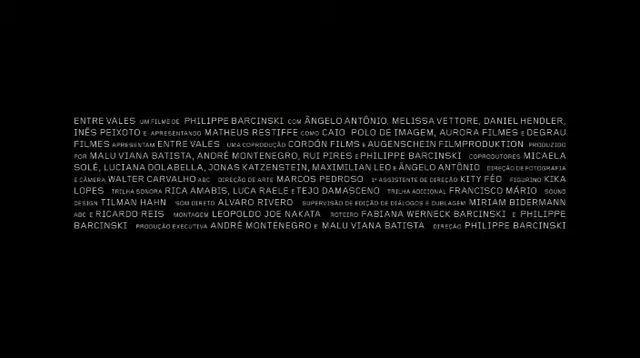 ENTRE VALES UM FILME DE PHILIPPE BARCINSKI COM ÂNGELO ANTÔNIO, MELISSA VETTORE, DANIEL HENDLER,
INÊS PEIXOTO E APRESENTANDO MATHEUS RESTIFFE COMO CAIO POLO DE IMAGEM, AURORA FILMES E DEGRAU
FILMES APRESENTAM ENTRE VALES UMA COPRODUÇÃO CORDÓN FILMS E AUGENSCHEIN FILMPRODUKTION PRODUZIDO
POR MALU VIANA BATISTA, ANDRÉ MONTENEGRO, RUI PIRES E PHILIPPE BARCINSKI COPRODUTORES MICAELA
SOLÉ, LUCIANA DOLABELLA, JONAS KATZENSTEIN, MAXIMILIAN LEO E ÂNGELO ANTÔNIO DIREÇÃO DE FOTOGRAFIA
E CÂMERA WALTER CARVALHO ABC DIREÇÃO DE ARTE MARCOS PEDROSO 1º ASSISTENTE DE DIREÇÃO KITY FÉO FIGURINO KIKA
LOPES TRILHA SONORA RICA AMABIS, LUCA RAELE E TEJO DAMASCENO TRILHA ADICIONAL FRANCISCO MÁRIO SOUND
DESIGN TILMAN HAHN SOM DIRETO ALVARO RIVERO SUPERVISÃO DE EDIÇÃO DE DIÁLOGOS E DUBLAGEM MIRIAM BIDERMANN
ABC E RICARDO REIS MONTAGEM LEOPOLDO JOE NAKATA ROTEIRO FABIANA WERNECK BARCINSKI E PHILIPPE
BARCINSKI PRODUÇÃO EXECUTIVA ANDRÉ MONTENEGRO E MALU VIANA BATISTA DIREÇÃO PHILIPPE BARCINSKI